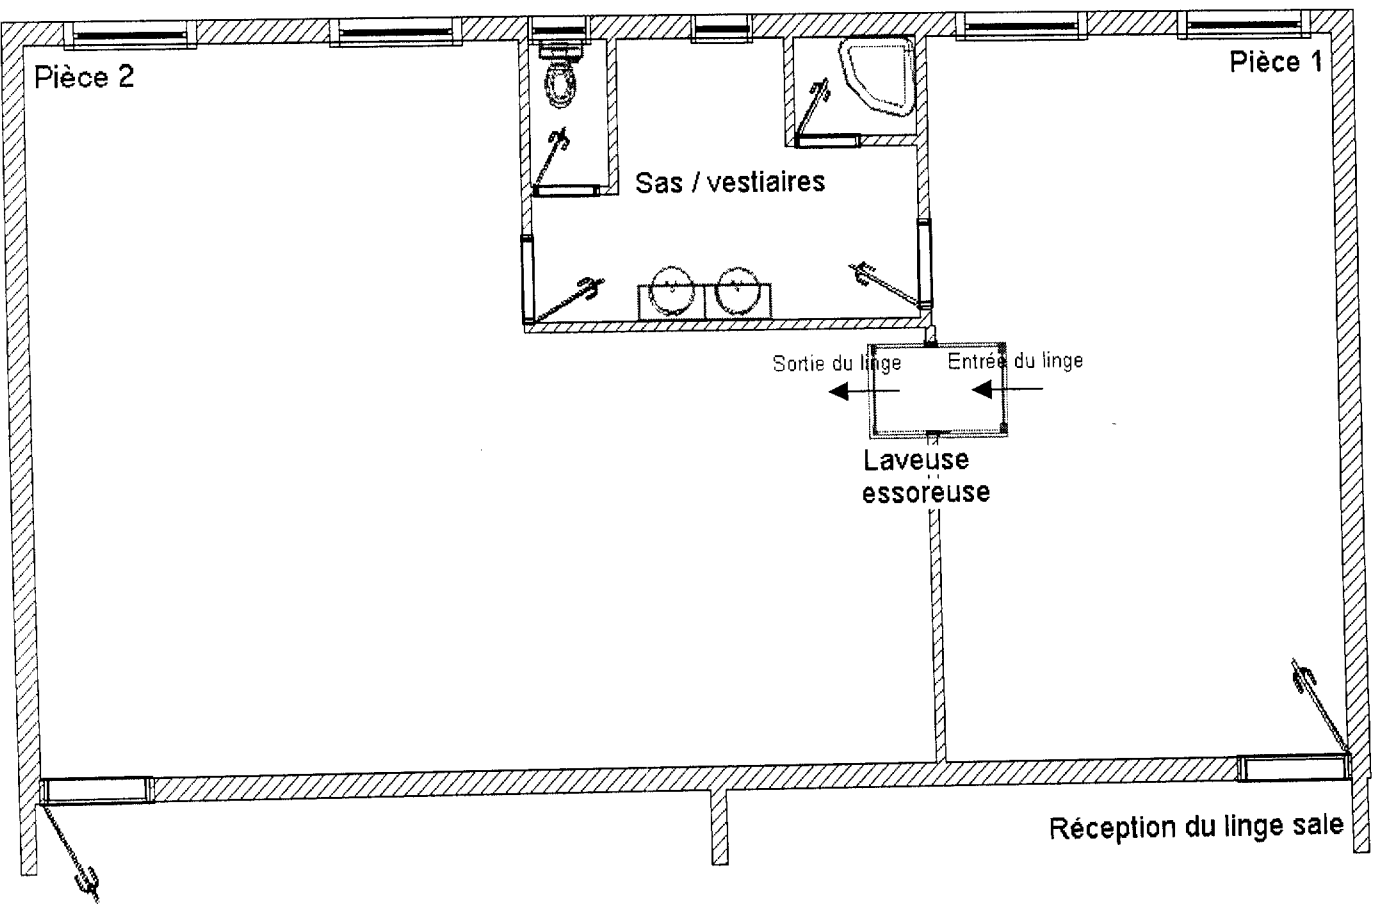 Pièce 2
Pièce 1
Sas / vestiaires
Sortie du linge
Entrée du linge
Laveuse
essoreuse
Réception du linge sale